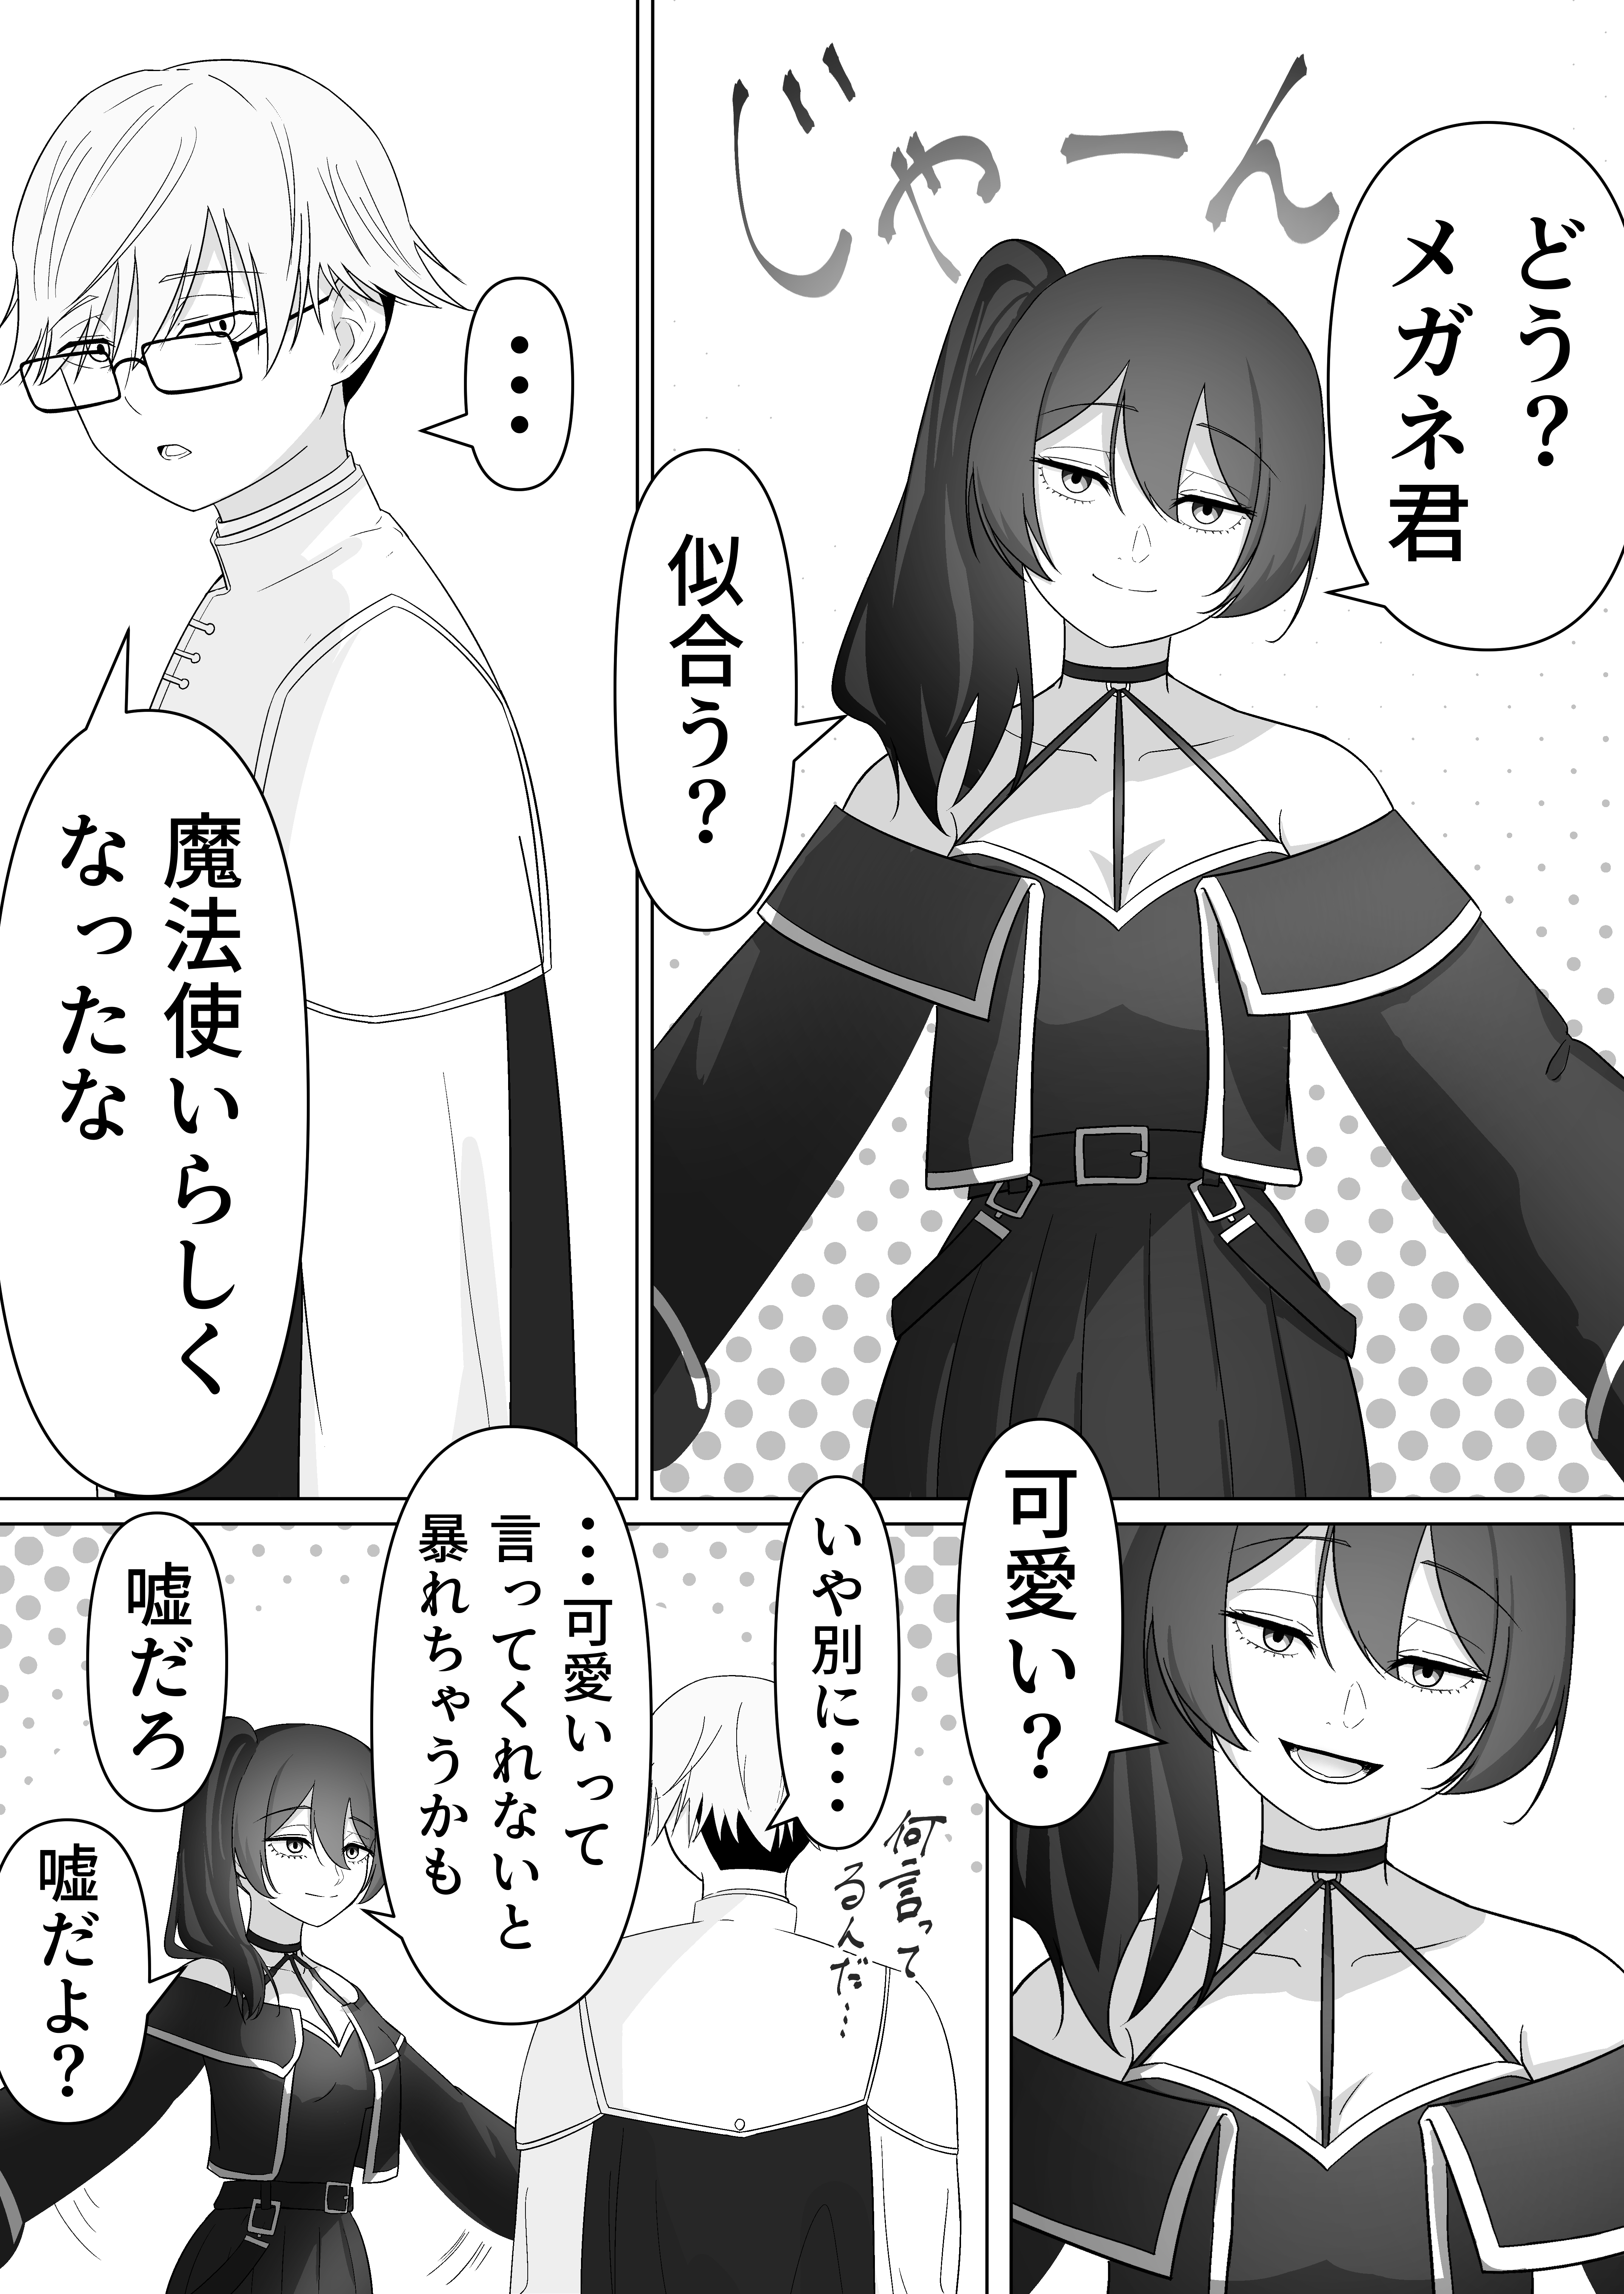 じゃーん
どう？
メガネ君
似合う？
・・・
魔法使いらしく
なったな
可愛い？
いや別に・・・
何言って
るんだ…
・・・可愛いって
言ってくれないと
暴れちゃうかも
嘘だろ
嘘だよ？